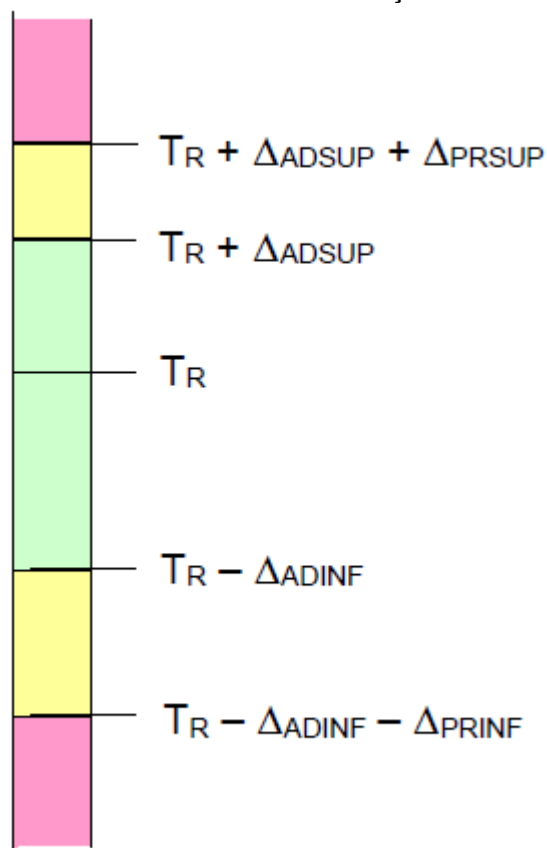 TR + ΔADSUP + ΔPRSUP
TR + ΔADSUP
TR
TR − ΔADINF
TR − ΔADINF − ΔPRINF